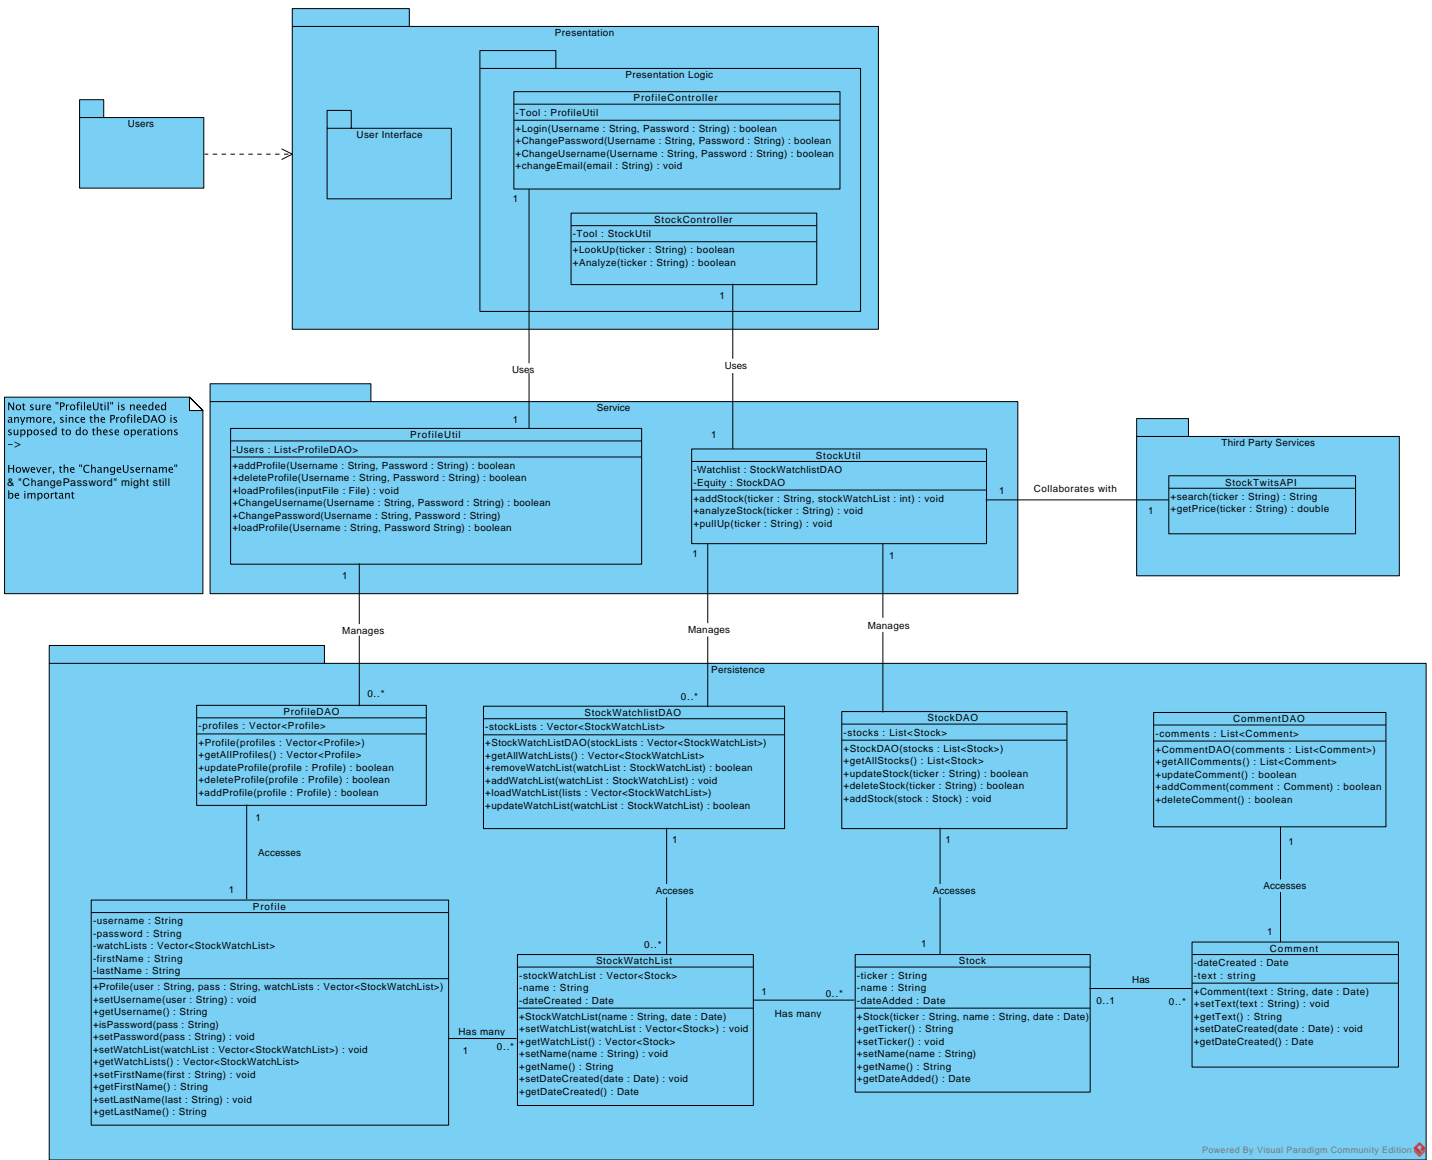 Presentation
Presentation Logic
Users
User Interface
ProfileController
-Tool : ProfileUtil
+Login(Username : String, Password : String) : boolean
+ChangePassword(Username : String, Password : String) : boolean
+ChangeUsername(Username : String, Password : String) : boolean
+changeEmail(email : String) : void
1
StockController
-Tool : StockUtil
+LookUp(ticker : String) : boolean
+Analyze(ticker : String) : boolean
1
Uses
Uses
Not sure "ProfileUtil" is needed
anymore, since the ProfileDAO is
supposed to do these operations
->
However, the "ChangeUsername"
& "ChangePassword" might still
be important
Service
1
ProfileUtil
-Users : List<ProfileDAO>
+addProfile(Username : String, Password : String) : boolean
+deleteProfile(Username : String, Password : String) : boolean
+loadProfiles(inputFile : File) : void
+ChangeUsername(Username : String, Password : String) : boolean
+ChangePassword(Username : String, Password : String)
+loadProfile(Username : String, Password String) : boolean
1
1
StockUtil
-Watchlist : StockWatchlistDAO
-Equity : StockDAO
+addStock(ticker : String, stockWatchList : int) : void
+analyzeStock(ticker : String) : void
+pullUp(ticker : String) : void
1
1
1
Collaborates with
1
Third Party Services
StockTwitsAPI
+search(ticker : String) : String
+getPrice(ticker : String) : double
Manages
Manages
Manages
Persistence
0..*
ProfileDAO
-profiles : Vector<Profile>
+Profile(profiles : Vector<Profile>)
+getAllProfiles() : Vector<Profile>
+updateProfile(profile : Profile) : boolean
+deleteProfile(profile : Profile) : boolean
+addProfile(profile : Profile) : boolean
1
0..*
StockWatchlistDAO
-stockLists : Vector<StockWatchList>
+StockWatchListDAO(stockLists : Vector<StockWatchList>)
+getAllWatchLists() : Vector<StockWatchList>
+removeWatchList(watchList : StockWatchList) : boolean
+addWatchList(watchList : StockWatchList) : void
+loadWatchList(lists : Vector<StockWatchList>)
+updateWatchList(watchList : StockWatchList) : boolean
1
StockDAO
-stocks : List<Stock>
+StockDAO(stocks : List<Stock>)
+getAllStocks() : List<Stock>
+updateStock(ticker : String) : boolean
+deleteStock(ticker : String) : boolean
+addStock(stock : Stock) : void
1
CommentDAO
-comments : List<Comment>
+CommentDAO(comments : List<Comment>)
+getAllComments() : List<Comment>
+updateComment() : boolean
+addComment(comment : Comment) : boolean
+deleteComment() : boolean
1
Accesses
Acceses
Accesses
Accesses
1
Profile
-username : String
-password : String
-watchLists : Vector<StockWatchList>
-firstName : String
-lastName : String
+Profile(user : String, pass : String, watchLists : Vector<StockWatchList>)
+setUsername(user : String) : void
+getUsername() : String
+isPassword(pass : String)
+setPassword(pass : String) : void
+setWatchList(watchList : Vector<StockWatchList>) : void
+getWatchLists() : Vector<StockWatchList>
+setFirstName(first : String) : void
+getFirstName() : String
+setLastName(last : String) : void
+getLastName() : String
Has many
1
0..*
0..*
StockWatchList
-stockWatchList : Vector<Stock>
-name : String
-dateCreated : Date
+StockWatchList(name : String, date : Date)
+setWatchList(watchList : Vector<Stock>) : void
+getWatchList() : Vector<Stock>
+setName(name : String) : void
+getName() : String
+setDateCreated(date : Date) : void
+getDateCreated() : Date
1
0..*
Has many
1
Stock
-ticker : String
-name : String
-dateAdded : Date
+Stock(ticker : String, name : String, date : Date)
+getTicker() : String
+setTicker() : void
+setName(name : String)
+getName() : String
+getDateAdded() : Date
Has
0..1
0..*
1
Comment
-dateCreated : Date
-text : string
+Comment(text : String, date : Date)
+setText(text : String) : void
+getText() : String
+setDateCreated(date : Date) : void
+getDateCreated() : Date
Powered By Visual Paradigm Community Edition